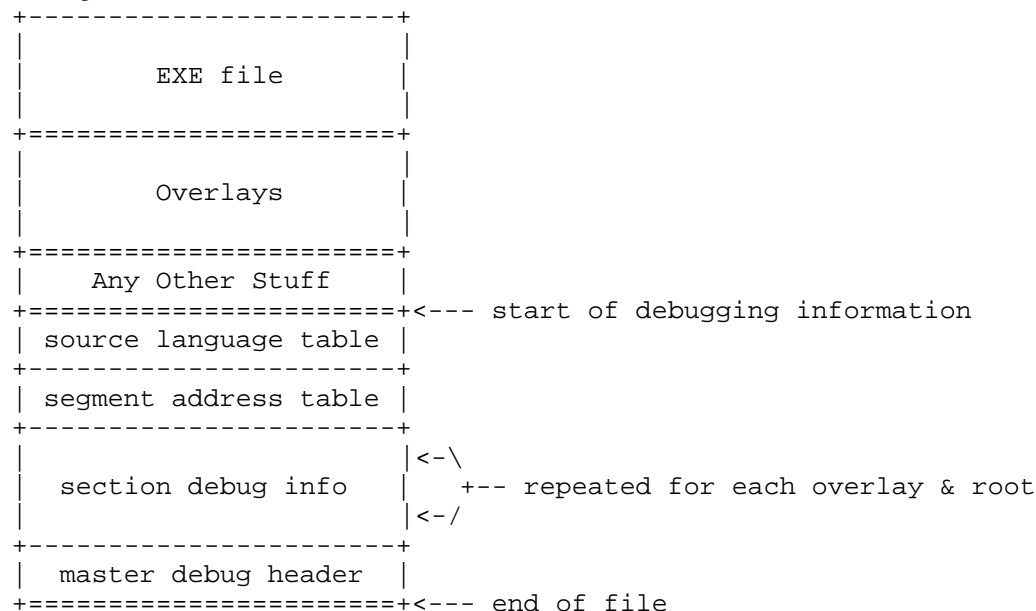 +-----------------------+
|                       |
|        EXE file       |
|                       |
+=======================+
|                       |
|        Overlays       |
|                       |
+=======================+
|    Any Other Stuff    |
+=======================+<--- start of debugging information
| source language table |
+-----------------------+
| segment address table |
+-----------------------+
|                       |<-\
|  section debug info   |   +-- repeated for each overlay & root
|                       |<-/
+-----------------------+
|  master debug header  |
+=======================+<--- end of file